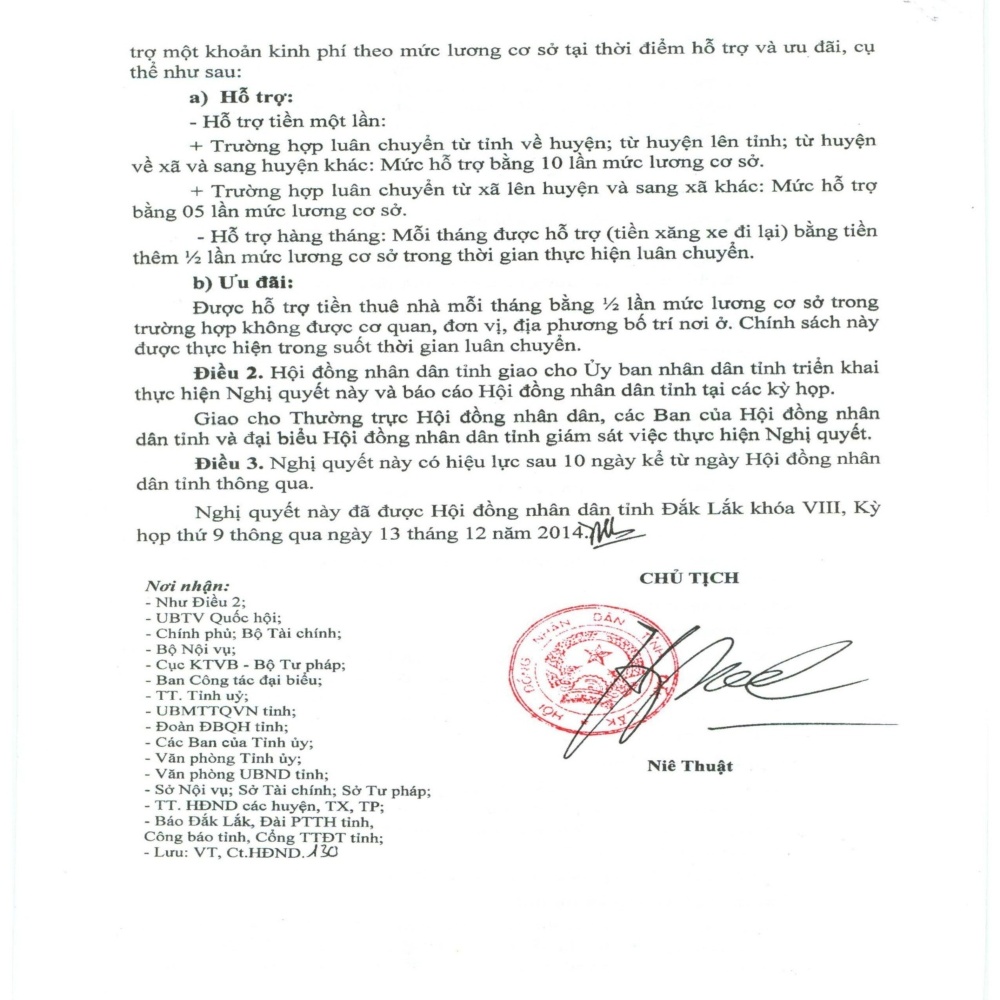 trợ một khoản kinh phí theo mức lương cơ sở tại thời điểm hỗ trợ và ưu đãi, cụ
thể như sau:
a) Hỗ trợ:
- Hỗ trợ tiền một lần:
+ Trường hợp luân chuyển từ tỉnh về huyện; từ huyện lên tỉnh; từ huyện
về xã và sang huyện khác: Mức hỗ trợ bằng 10 lần mức lương cơ sở.
+ Trường hợp luân chuyển từ xã lên huyện và sang xã khác: Mức hỗ trợ
bằng 05 lần mức lương cơ sở.
- Hỗ trợ hàng tháng: Mỗi tháng được hỗ trợ (tiền xăng xe đi lại) bằng tiền
thêm ½ lần mức lương cơ sở trong thời gian thực hiện luân chuyển.
b) Ưu đãi:
Được hỗ trợ tiền thuê nhà mỗi tháng bằng ½ lần mức lương cơ sở trong
trường hợp không được cơ quan, đơn vị, địa phương bố trí nơi ở. Chính sách này
được thực hiện trong suốt thời gian luân chuyển.
Điều 2. Hội đồng nhân dân tỉnh giao cho Ủy ban nhân dân tỉnh triển khai
thực hiện Nghị quyết này và báo cáo Hội đồng nhân dân tỉnh tại các kỳ họp.
Giao cho Thường trực Hội đồng nhân dân, các Ban của Hội đồng nhân
dân tỉnh và đại biểu Hội đồng nhân dân tỉnh giám sát việc thực hiện Nghị quyết.
Điều 3. Nghị quyết này có hiệu lực sau 10 ngày kể từ ngày Hội đồng nhân
dân tỉnh thông qua.
Nghị quyết này đã được Hội đồng nhân dân tỉnh Đắk Lắk khóa VIII, Kỳ
họp thứ 9 thông qua ngày 13 tháng 12 năm 2014.
Nơi nhận:
- Như Điều 2;
- UBTV Quốc hội;
- Chính phủ; Bộ Tài chính;
- Bộ Nội vụ;
- Cục KTVB - Bộ Tư pháp;
- Ban Công tác đại biểu;
- TT. Tỉnh uỷ;
- UBMTTQVN tỉnh;
- Đoàn ĐBQH tỉnh;
- Các Ban của Tỉnh ủy;
- Văn phòng Tỉnh ủy;
- Văn phòng UBND tỉnh;
- Sở Nội vụ; Sở Tài chính; Sở Tư pháp;
- TT. HĐND các huyện, TX, TP;
- Báo Đắk Lắk, Đài PTTH tỉnh,
Công báo tỉnh, Cổng TTĐT tỉnh;
- Lưu: VT, Ct.HĐND.130
CHỦ TỊCH
HỘI ĐỒNG NHÂN DÂN TỈNH LẮK
Niê Thuật